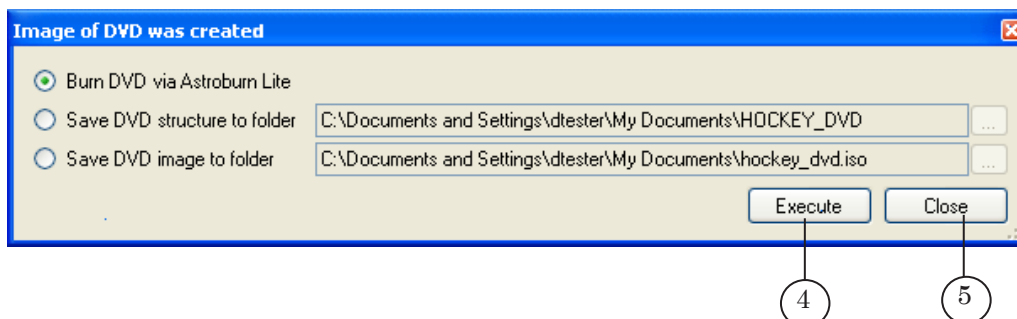 Image of DVD was created
Burn DVD via Astroburn Lite
Save DVD structure to folder C:\Documents and Settings\dtester\My Documents\HOCKEY_DVD ...
Save DVD image to folder C:\Documents and Settings\dtester\My Documents\hockey_dvd.iso ...
Execute Close
4 5